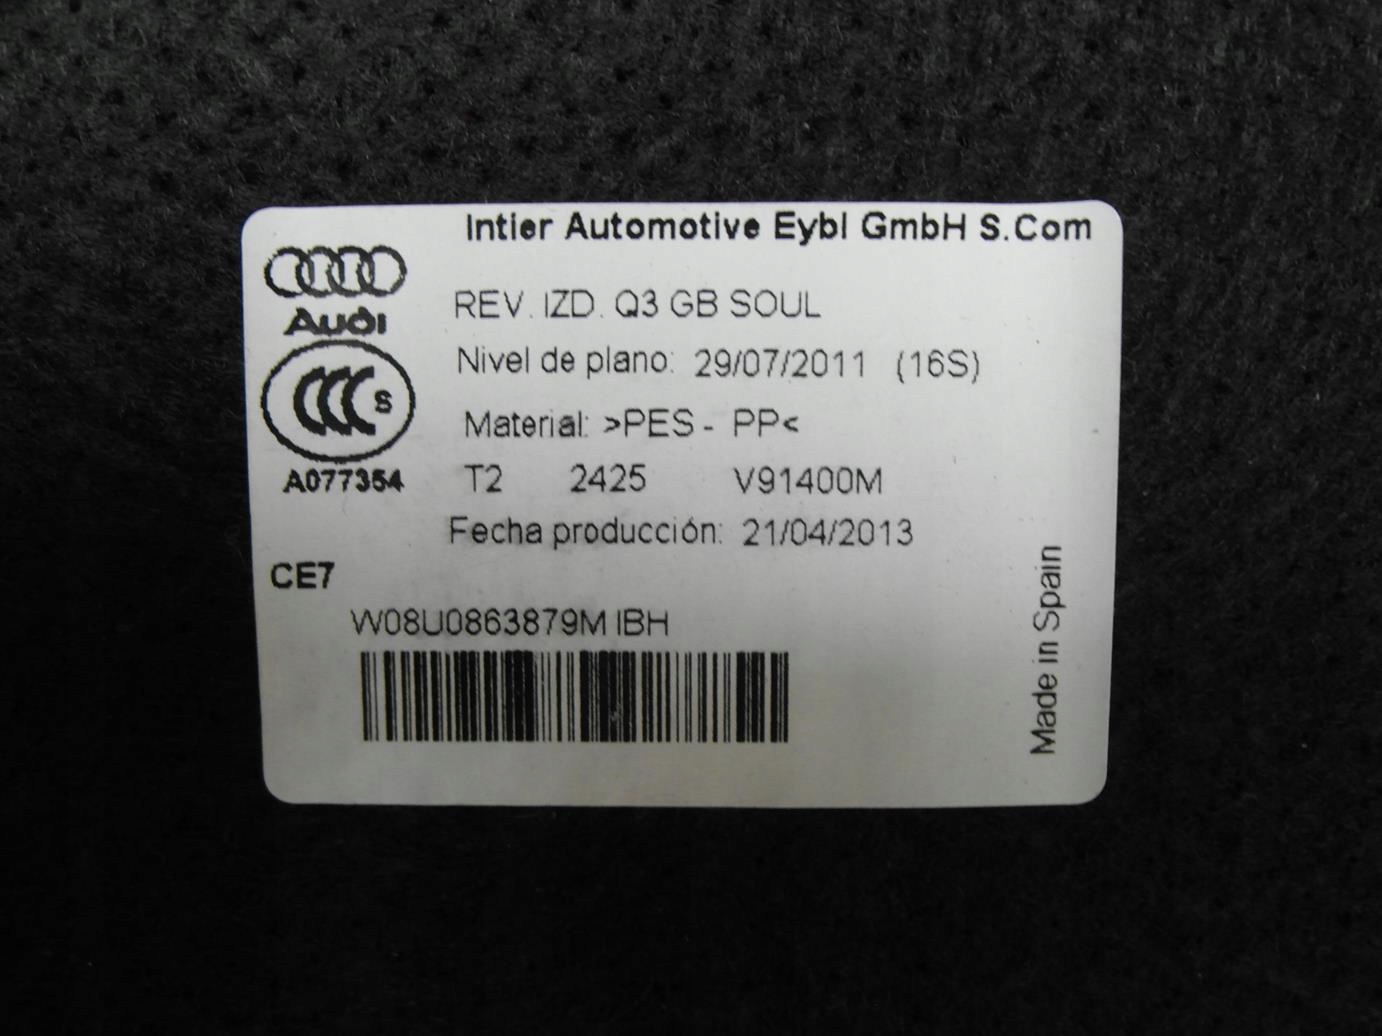 Intier Automotive Eybl GmbH S.Com
Audi
REV. IZD. Q3 GB SOUL
Nivel de plano: 29/07/2011 (16S)
CCC S
Material: >PES - PP<
A077354
T2 2425 V91400M
Fecha producción: 21/04/2013
CE7
W08U0863879M IBH
Made in Spain